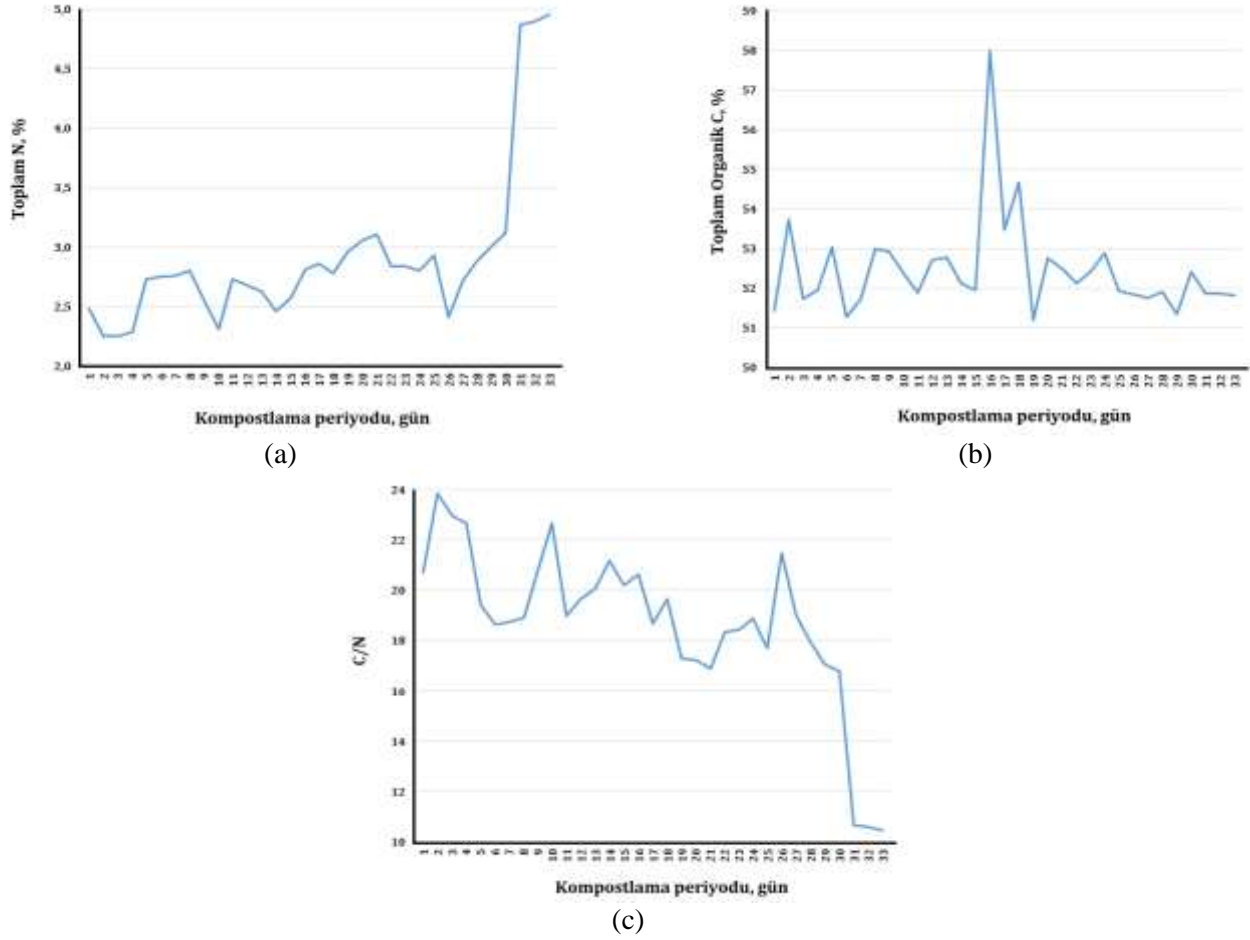 5,0
4,5
4,0
3,5
3,0
2,5
2,0
Toplam N, %
1 2 3 4 5 6 7 8 9 10 11 12 13 14 15 16 17 18 19 20 21 22 23 24 25 26 27 28 29 30 31 32 33
Kompostlama periyodu, gün
(a)
59
58
57
56
55
54
53
52
51
50
Toplam Organik C, %
1 2 3 4 5 6 7 8 9 10 11 12 13 14 15 16 17 18 19 20 21 22 23 24 25 26 27 28 29 30 31 32 33
Kompostlama periyodu, gün
(b)
24
22
20
18
16
14
12
10
C/N
1 2 3 4 5 6 7 8 9 10 11 12 13 14 15 16 17 18 19 20 21 22 23 24 25 26 27 28 29 30 31 32 33
Kompostlama periyodu, gün
(c)